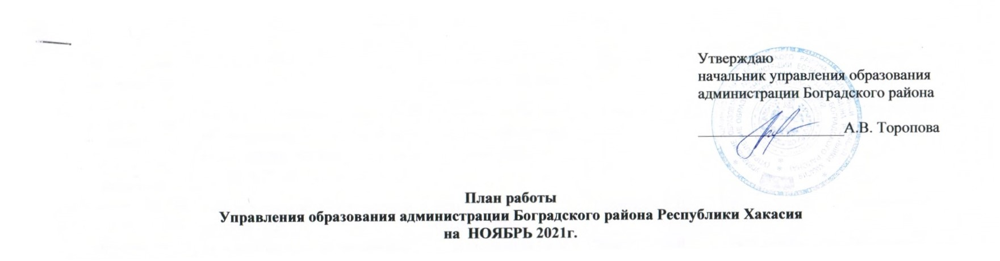 Утверждаю
начальник управления образования
администрации Боградского района
____________________А.В. Торопова
План работы
Управления образования администрации Боградского района Республики Хакасия
на НОЯБРЬ 2021г.